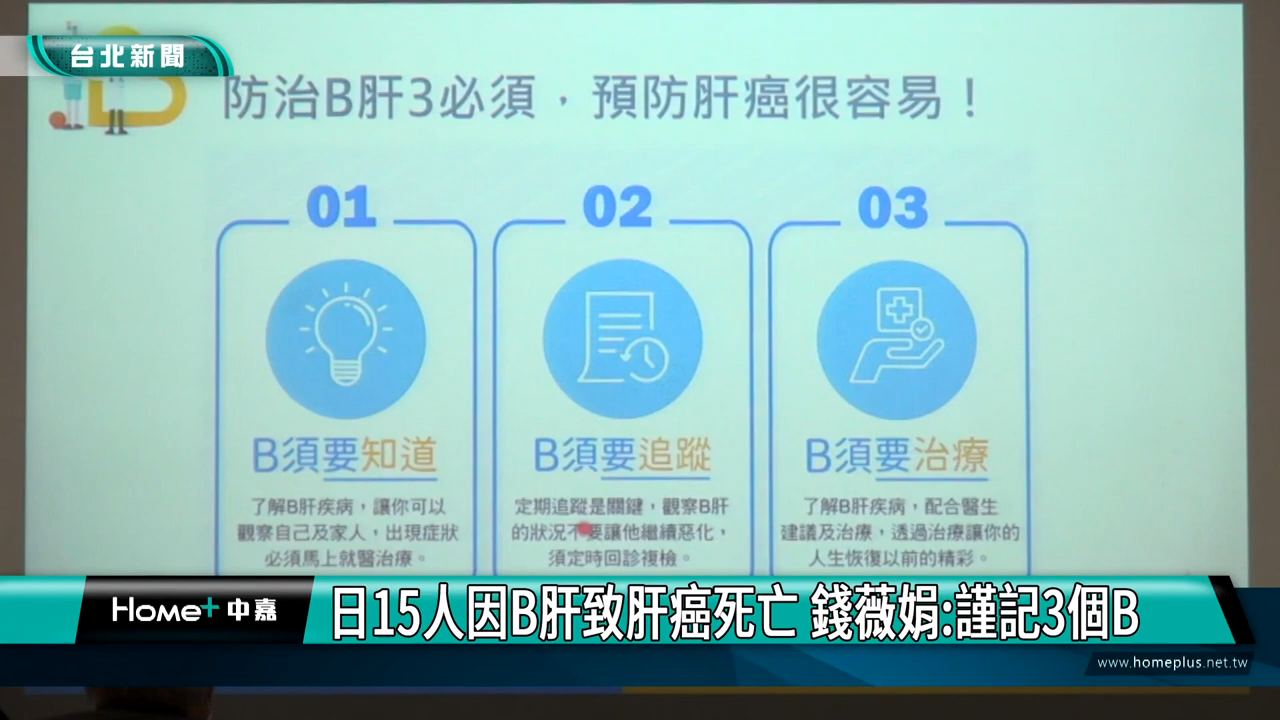 台北新聞
防治B肝3必須，預防肝癌很容易！
01
02
03
B須要知道
B須要追蹤
B須要治療
了解B肝疾病，讓你可以
觀察自己及家人，出現症狀
必須馬上就醫治療。
定期追蹤是關鍵，觀察B肝
的狀況不要讓他繼續惡化，
須定時回診複檢。
了解B肝疾病，配合醫生
建議及治療，透過治療讓你的
人生恢復以前的精彩。
Home+中嘉
日15人因B肝致肝癌死亡 錢薇娟:謹記3個B
www.homeplus.net.tw